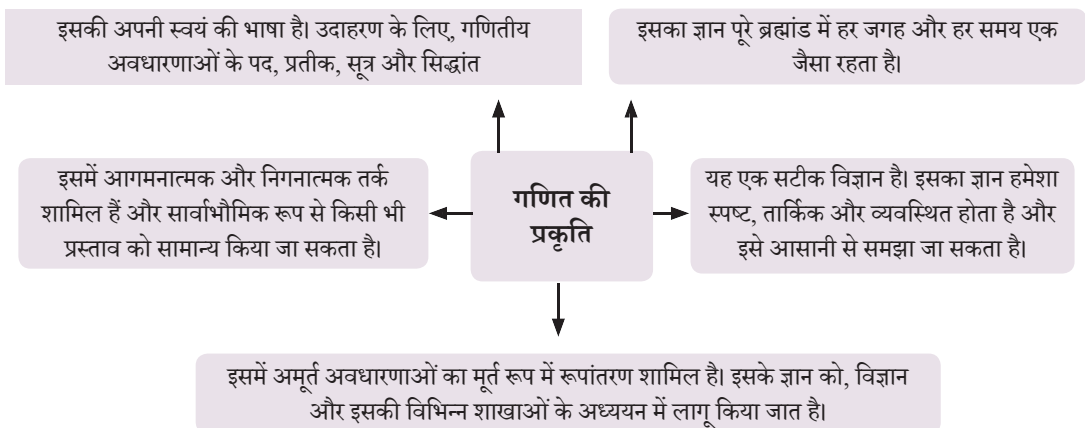 इसकी अपनी स्वयं की भाषा है। उदाहरण के लिए, गणितीय
अवधारणाओं के पद, प्रतीक, सूत्र और सिद्धांत
इसका ज्ञान पूरे ब्रह्मांड में हर जगह और हर समय एक
जैसा रहता है।
इसमें आगमनात्मक और निगनात्मक तर्क
शामिल हैं और सार्वाभौमिक रूप से किसी भी
प्रस्ताव को सामान्य किया जा सकता है।
गणित की
प्रकृति
यह एक सटीक विज्ञान है। इसका ज्ञान हमेशा
स्पष्ट, तार्किक और व्यवस्थित होता है और
इसे आसानी से समझा जा सकता है।
इसमें अमूर्त अवधारणाओं का मूर्त रूप में रूपांतरण शामिल है। इसके ज्ञान को, विज्ञान
और इसकी विभिन्न शाखाओं के अध्ययन में लागू किया जात है।